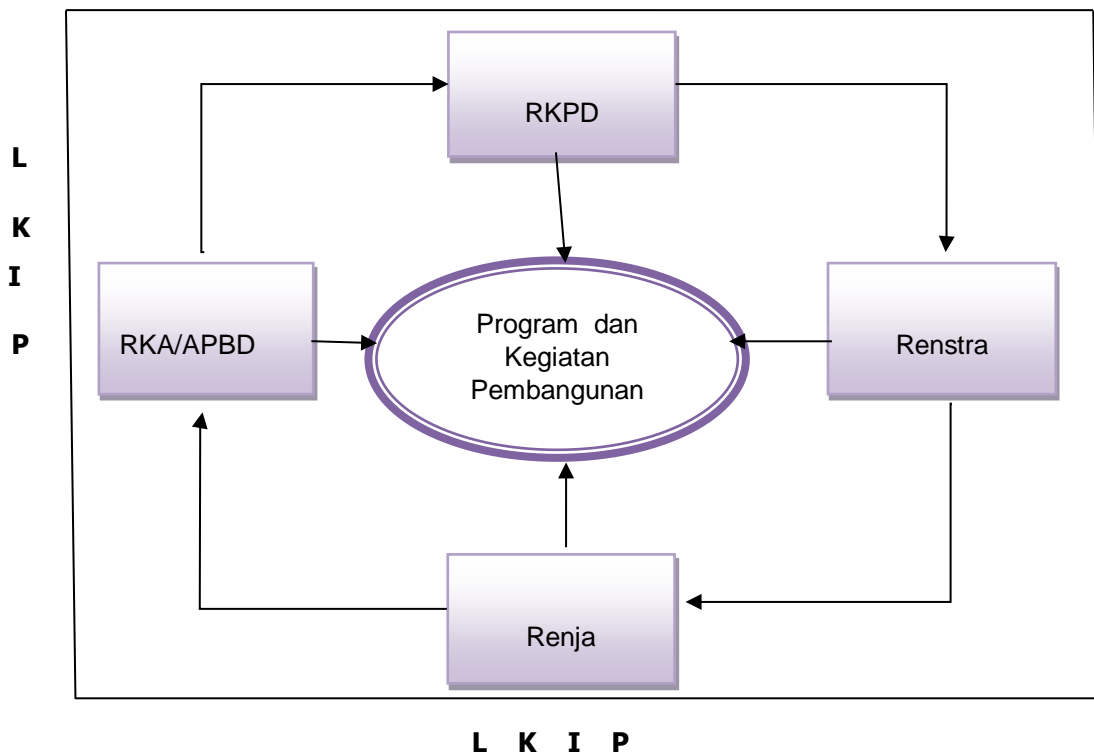 RKPD
L
K
I
P
RKA/APBD
Program dan
Kegiatan
Pembangunan
Renstra
Renja
L K I P